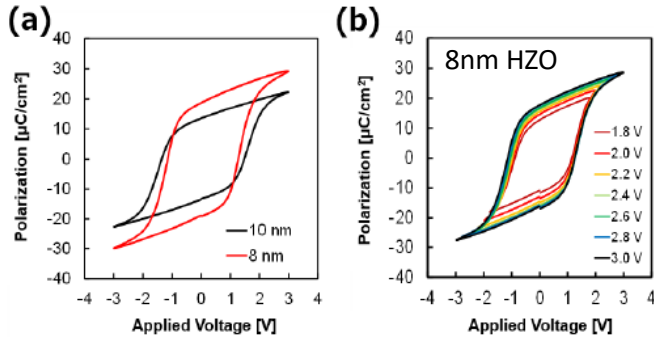 (a)
Polarization [µC/cm²]
40
30
20
10
0
-10
-20
-30
-40
-4 -3 -2 -1 0 1 2 3 4
Applied Voltage [V]
10 nm
8 nm
(b)
8nm HZO
Polarization [µC/cm²]
40
30
20
10
0
-10
-20
-30
-40
-4 -3 -2 -1 0 1 2 3 4
Applied Voltage [V]
1.8 V
2.0 V
2.2 V
2.4 V
2.6 V
2.8 V
3.0 V